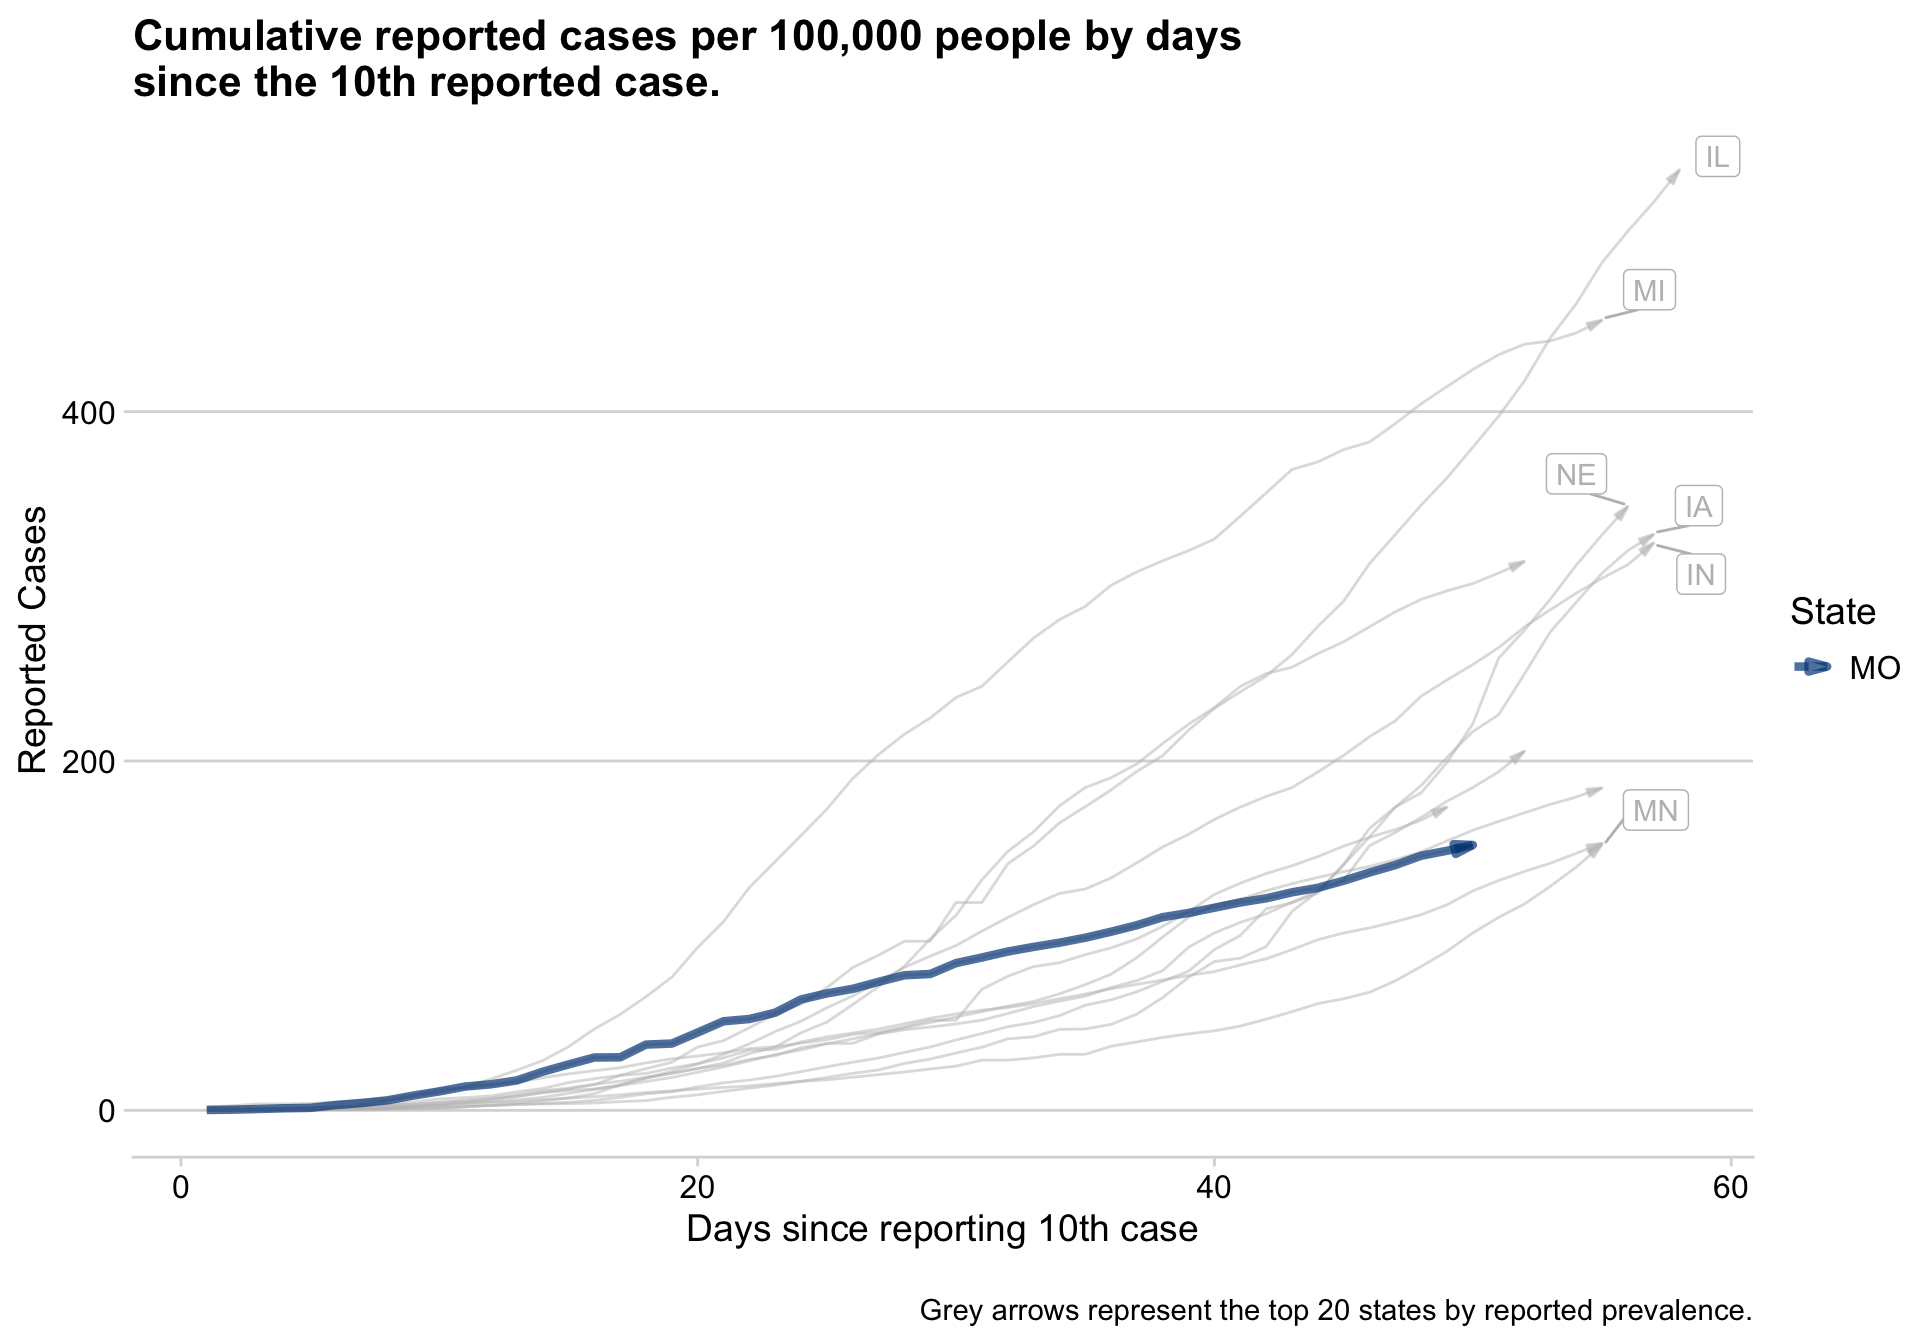 Cumulative reported cases per 100,000 people by days
since the 10th reported case.
IL
MI
400
NE
IA
IN
Reported Cases
State
MO
200
MN
0
0 20 40 60
Days since reporting 10th case
Grey arrows represent the top 20 states by reported prevalence.